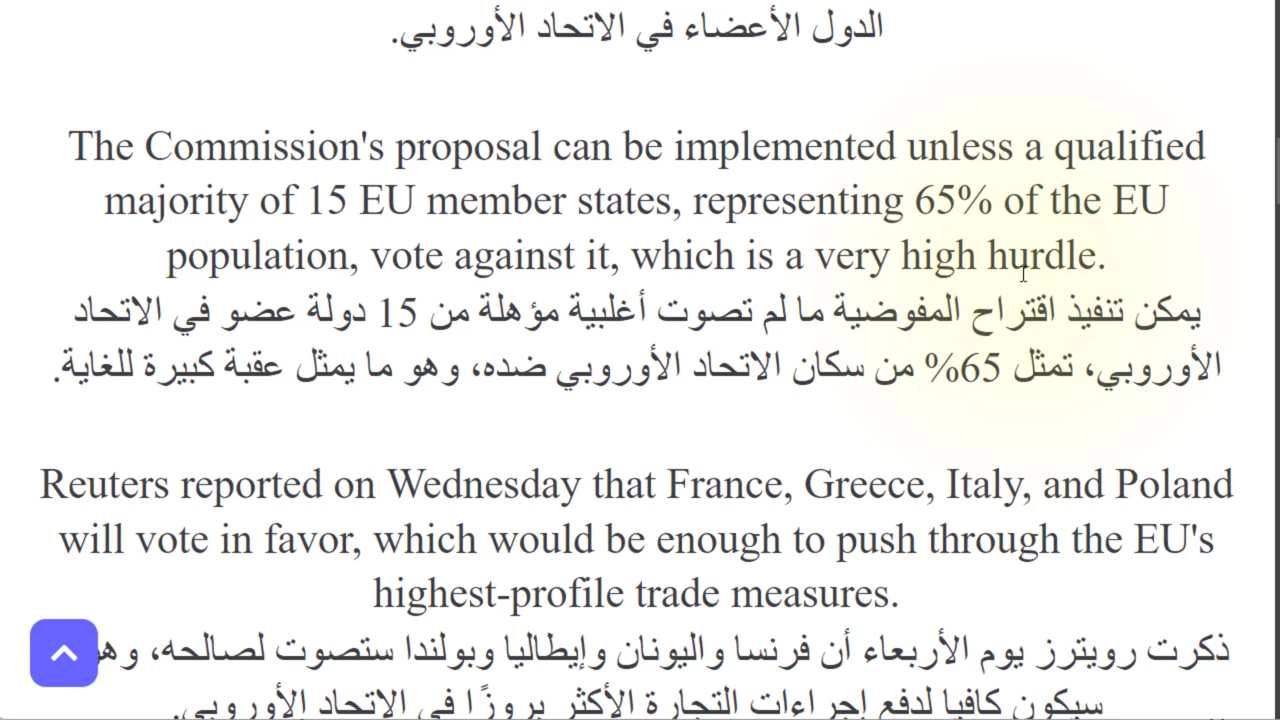 الدول الأعضاء في الاتحاد الأوروبي.
The Commission's proposal can be implemented unless a qualified
majority of 15 EU member states, representing 65% of the EU
population, vote against it, which is a very high hurdle.
يمكن تنفيذ اقتراح المفوضية ما لم تصوت أغلبية مؤهلة من 15 دولة عضو في الاتحاد
الأوروبي، تمثل 65% من سكان الاتحاد الأوروبي ضده، وهو ما يمثل عقبة كبيرة للغاية.
Reuters reported on Wednesday that France, Greece, Italy, and Poland
will vote in favor, which would be enough to push through the EU's
highest-profile trade measures.
ذكرت رويترز يوم الأربعاء أن فرنسا واليونان وإيطاليا وبولندا ستصوت لصالحه، وهو
سيكون كافيا لدفع إجراءات التجارة الأكثر بروزًا في الاتحاد الأوروبي.